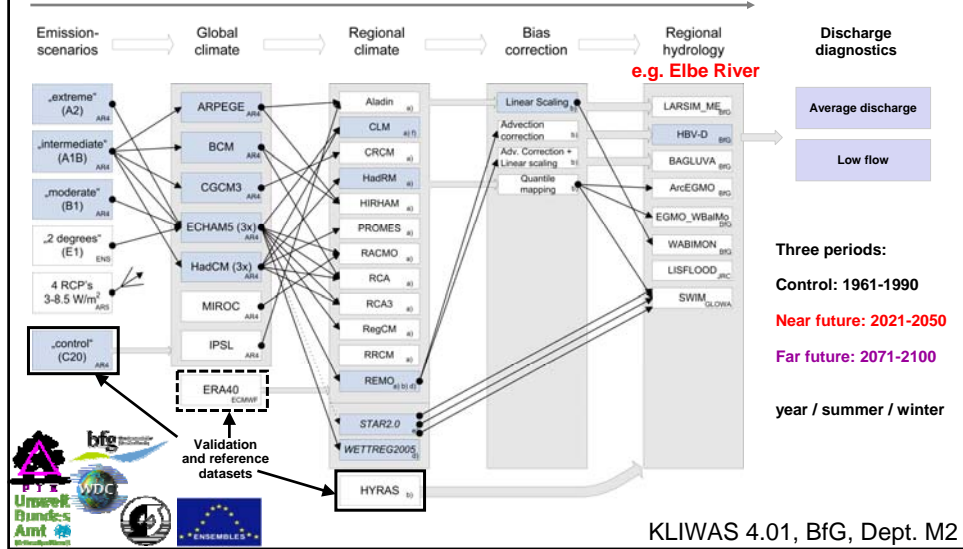 Emission-
scenarios
Global
climate
Regional
climate
Bias
correction
Regional
hydrology
e.g. Elbe River
Discharge
diagnostics
„extreme“
(A2)
AR4
„intermediate“
(A1B)
AR4
„moderate“
(B1)
AR4
„2 degrees“
(E1)
ENS
4 RCP's
3-8.5 W/m²
AR5
„control“
(C20)
AR4
ARPEGE
AR4
BCM
AR4
CGCM3
AR4
ECHAM5 (3x)
AR4
HadCM (3x)
AR4
MIROC
AR4
IPSL
AR4
ERA40
ECMWF
Validation
and reference
datasets
Aladin a)
CLM a) f)
CRCM a)
HadRM a)
HIRHAM a)
PROMES a)
RACMO a)
RCA a)
RCA3 a)
RegCM a)
RRCM a)
REMO a) b) d)
STAR2.0
WETTREG2005 d)
HYRAS b)
Linear Scaling b)
Advection
correction b)
Adv. Correction +
Linear scaling b)
Quantile
mapping b)
LARSIM_ME BfG
HBV-D BfG
BAGLUVA BfG
ArcEGMO BfG
EGMO_WBalMo BfG
WABIMON BfG
LISFLOOD JRC
SWIM GLOWA
Average discharge
Low flow
Three periods:
Control: 1961-1990
Near future: 2021-2050
Far future: 2071-2100
year / summer / winter
bfg
P I K
WDC
Umwelt
Bundes
Amt
ENSEMBLES
KLIWAS 4.01, BfG, Dept. M2